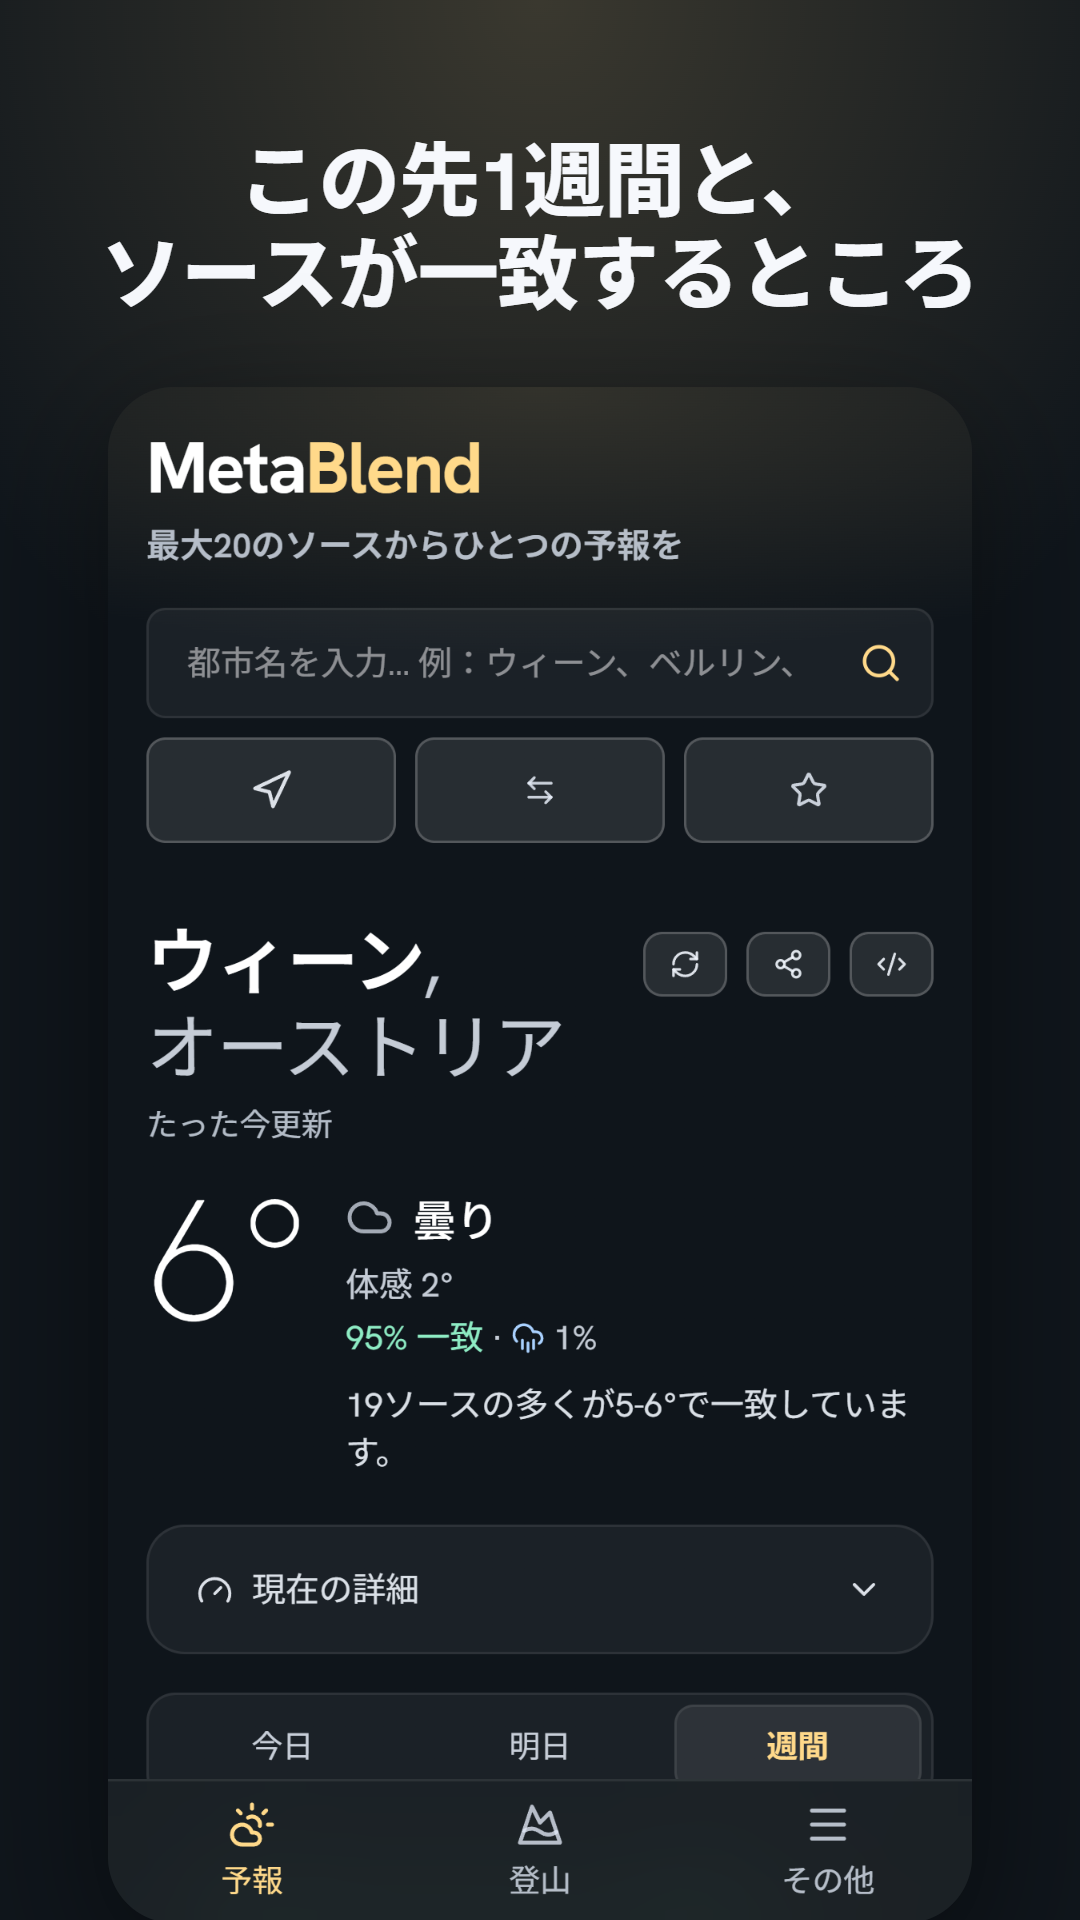 この先1週間と、
ソースが一致するところ
MetaBlend
最大20のソースからひとつの予報を
都市名を入力... 例：ウィーン、ベルリン、
ウィーン,
オーストリア
たった今更新
6°
曇り
体感 2°
95% 一致 · 1%
19ソースの多くが5-6°で一致していま
す。
現在の詳細
今日 明日 週間
予報 登山 その他